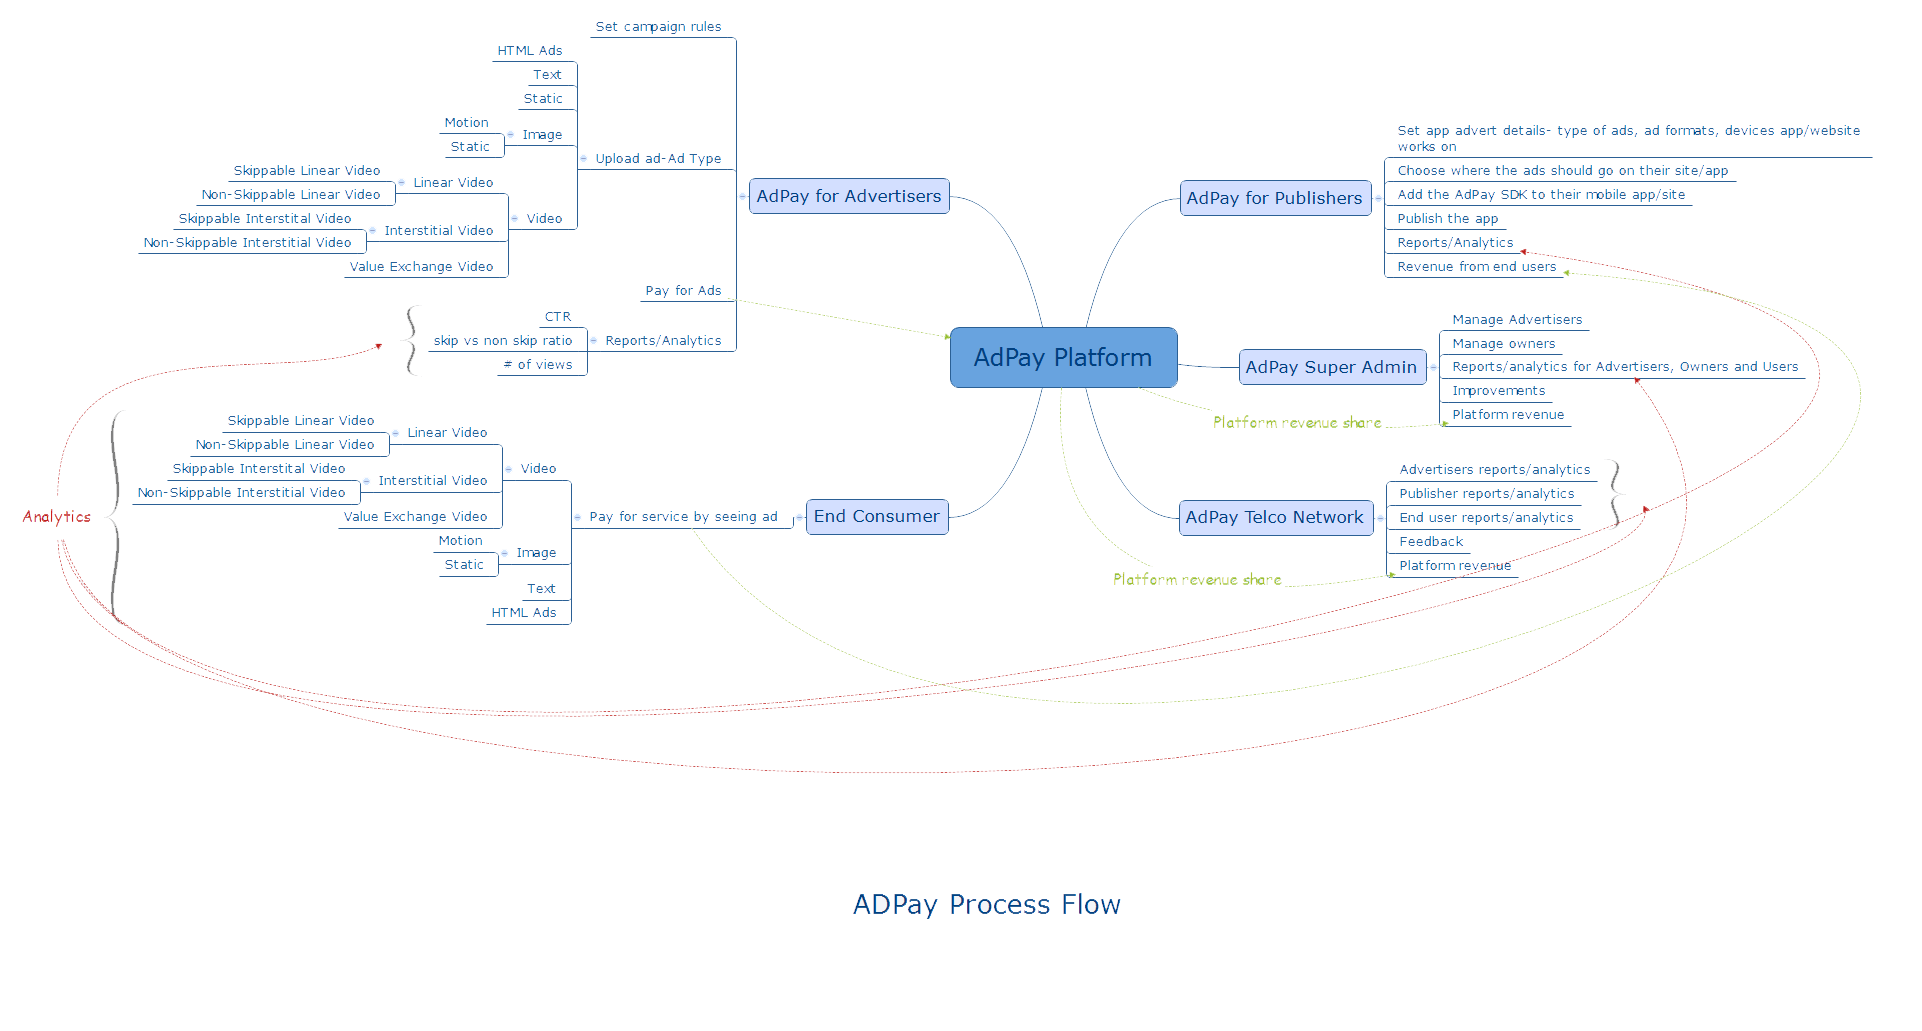 Set campaign rules
HTML Ads
Text
Static
Motion
Static
Image
Skippable Linear Video
Non-Skippable Linear Video
Linear Video
Skippable Interstital Video
Non-Skippable Interstitial Video
Interstitial Video
Value Exchange Video
Video
Upload ad-Ad Type
Pay for Ads
CTR
skip vs non skip ratio
# of views
Reports/Analytics
AdPay for Advertisers
Analytics
Skippable Linear Video
Non-Skippable Linear Video
Linear Video
Skippable Interstital Video
Non-Skippable Interstitial Video
Interstitial Video
Value Exchange Video
Video
Motion
Static
Image
Text
HTML Ads
Pay for service by seeing ad
End Consumer
AdPay Platform
AdPay for Publishers
Set app advert details- type of ads, ad formats, devices app/website
works on
Choose where the ads should go on their site/app
Add the AdPay SDK to their mobile app/site
Publish the app
Reports/Analytics
Revenue from end users
AdPay Super Admin
Manage Advertisers
Manage owners
Reports/analytics for Advertisers, Owners and Users
Improvements
Platform revenue
Platform revenue share
AdPay Telco Network
Advertisers reports/analytics
Publisher reports/analytics
End user reports/analytics
Feedback
Platform revenue
Platform revenue share
ADPay Process Flow